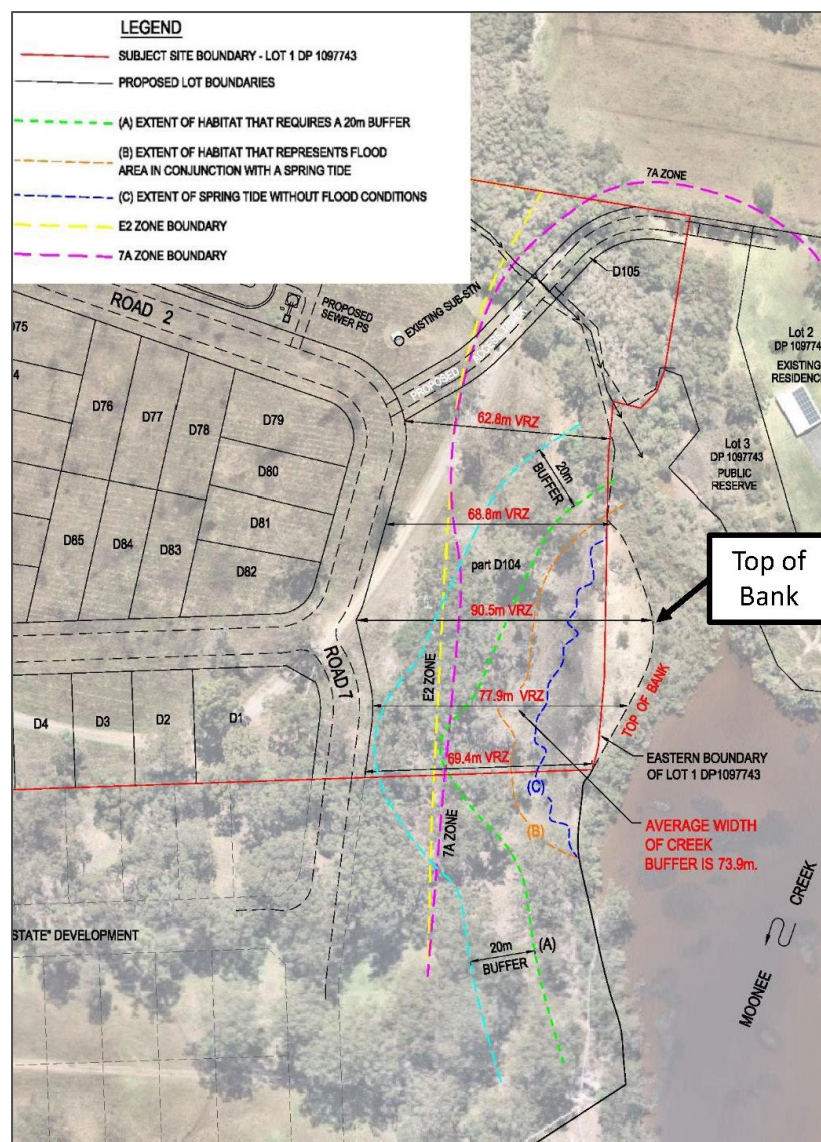 LEGEND
SUBJECT SITE BOUNDARY - LOT 1 DP 1097743
PROPOSED LOT BOUNDARIES
(A) EXTENT OF HABITAT THAT REQUIRES A 20m BUFFER
(B) EXTENT OF HABITAT THAT REPRESENTS FLOOD
AREA IN CONJUNCTION WITH A SPRING TIDE
(C) EXTENT OF SPRING TIDE WITHOUT FLOOD CONDITIONS
E2 ZONE BOUNDARY
7A ZONE BOUNDARY
7A ZONE
D105
ROAD 2
PROPOSED
SEWER PS
EXISTING SUB-STN
PROPOSED
Lot 2
DP 109774
EXISTING
RESIDENCE
D75
4
D76
D77
D78
D79
D80
D81
D82
D83
D84
D85
62.8m VRZ
20m
BUFFER
Lot 3
DP 1097743
PUBLIC
RESERVE
68.8m VRZ
part D104
Top of
Bank
90.5m VRZ
ROAD 7
E2 ZONE
77.9m VRZ
TOP OF BANK
D4
D3
D2
D1
69.4m VRZ
EASTERN BOUNDARY
OF LOT 1 DP1097743
(C)
(B)
7A ZONE
AVERAGE WIDTH
OF CREEK
BUFFER IS 73.9m.
STATE" DEVELOPMENT
20m
BUFFER
(A)
MOONEE
CREEK